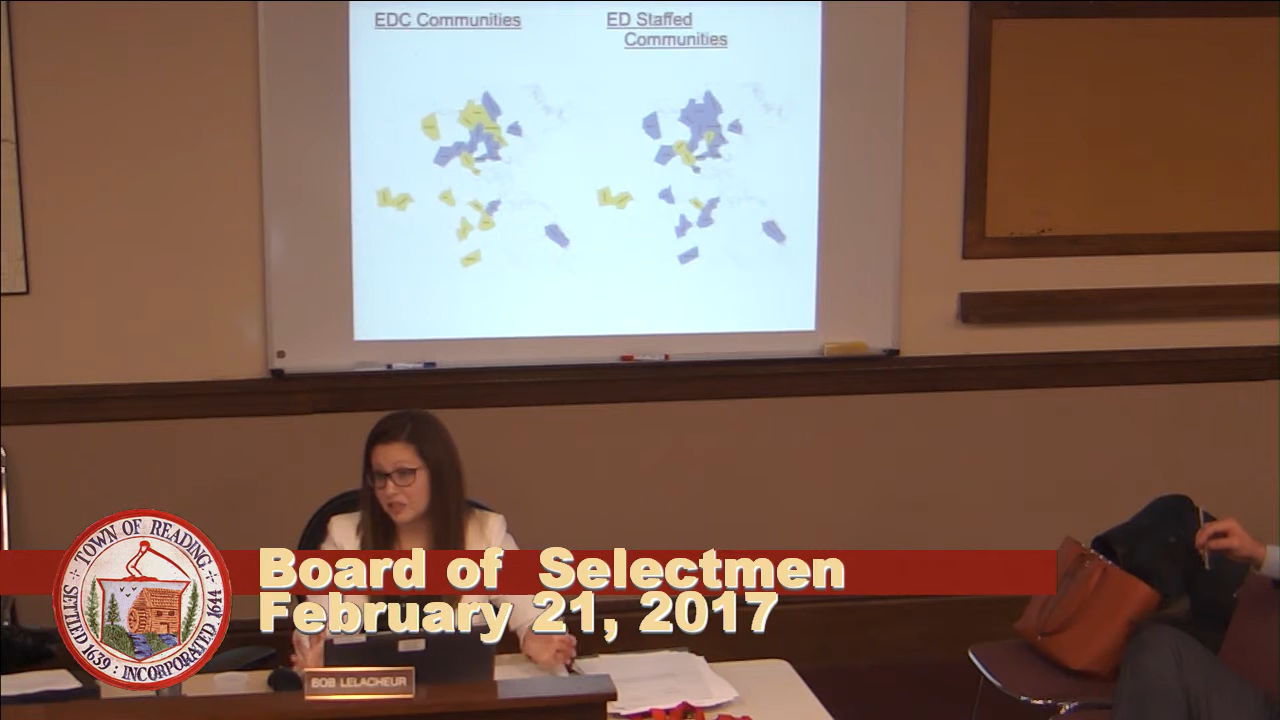 EDC Communities
ED Staffed
Communities
TOWN OF READING
SETTLED 1639 : INCORPORATED 1644
Board of Selectmen
February 21, 2017
BOB LELACHEUR